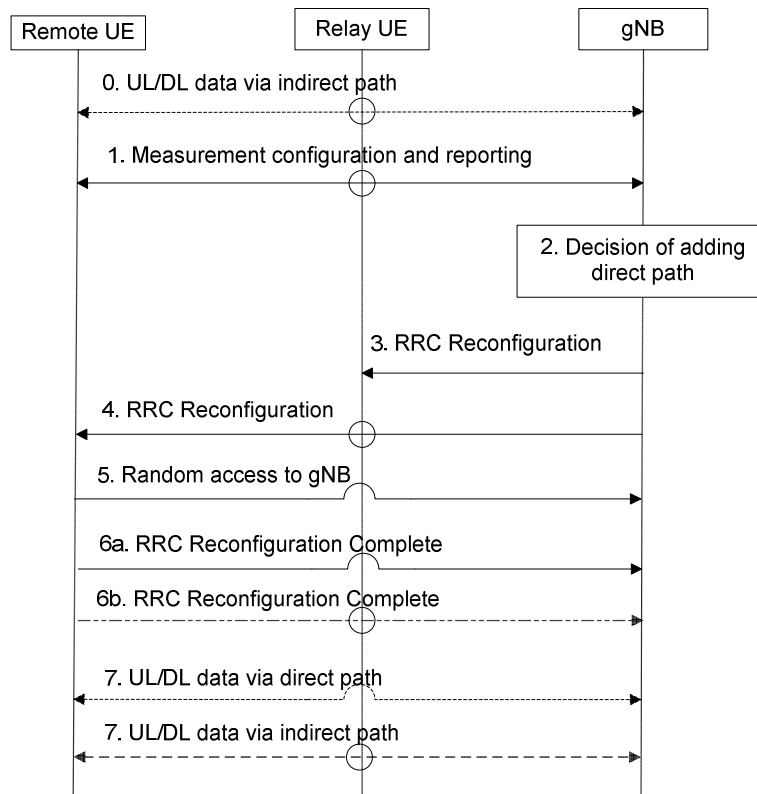 Remote UE
Relay UE
gNB
0. UL/DL data via indirect path
1. Measurement configuration and reporting
2. Decision of adding
direct path
3. RRC Reconfiguration
4. RRC Reconfiguration
5. Random access to gNB
6a. RRC Reconfiguration Complete
6b. RRC Reconfiguration Complete
7. UL/DL data via direct path
7. UL/DL data via indirect path